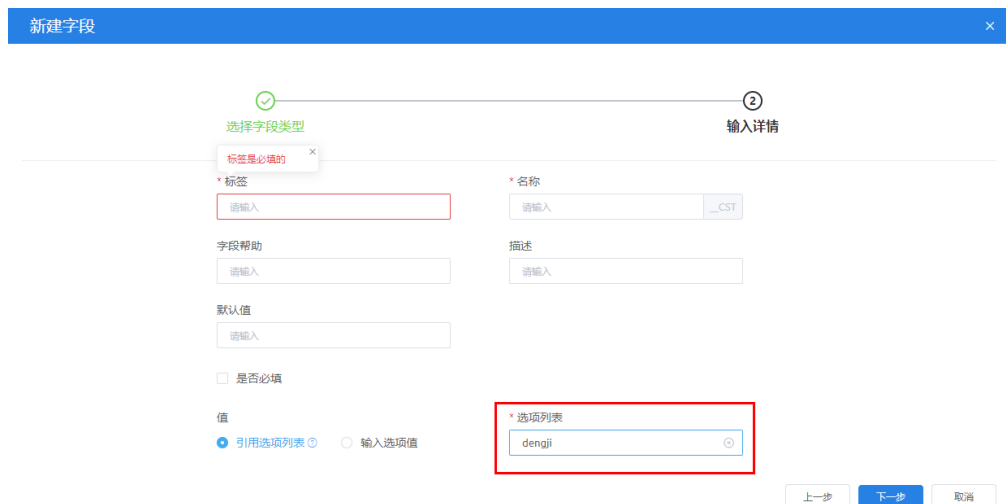 新建字段
选择字段类型
2
输入详情
标签是必填的
* 标签
* 名称
请输入
请输入
__CST
字段帮助
描述
请输入
请输入
默认值
请输入
是否必填
值
* 选项列表
引用选项列表
输入选项值
dengji
上一步
下一步
取消